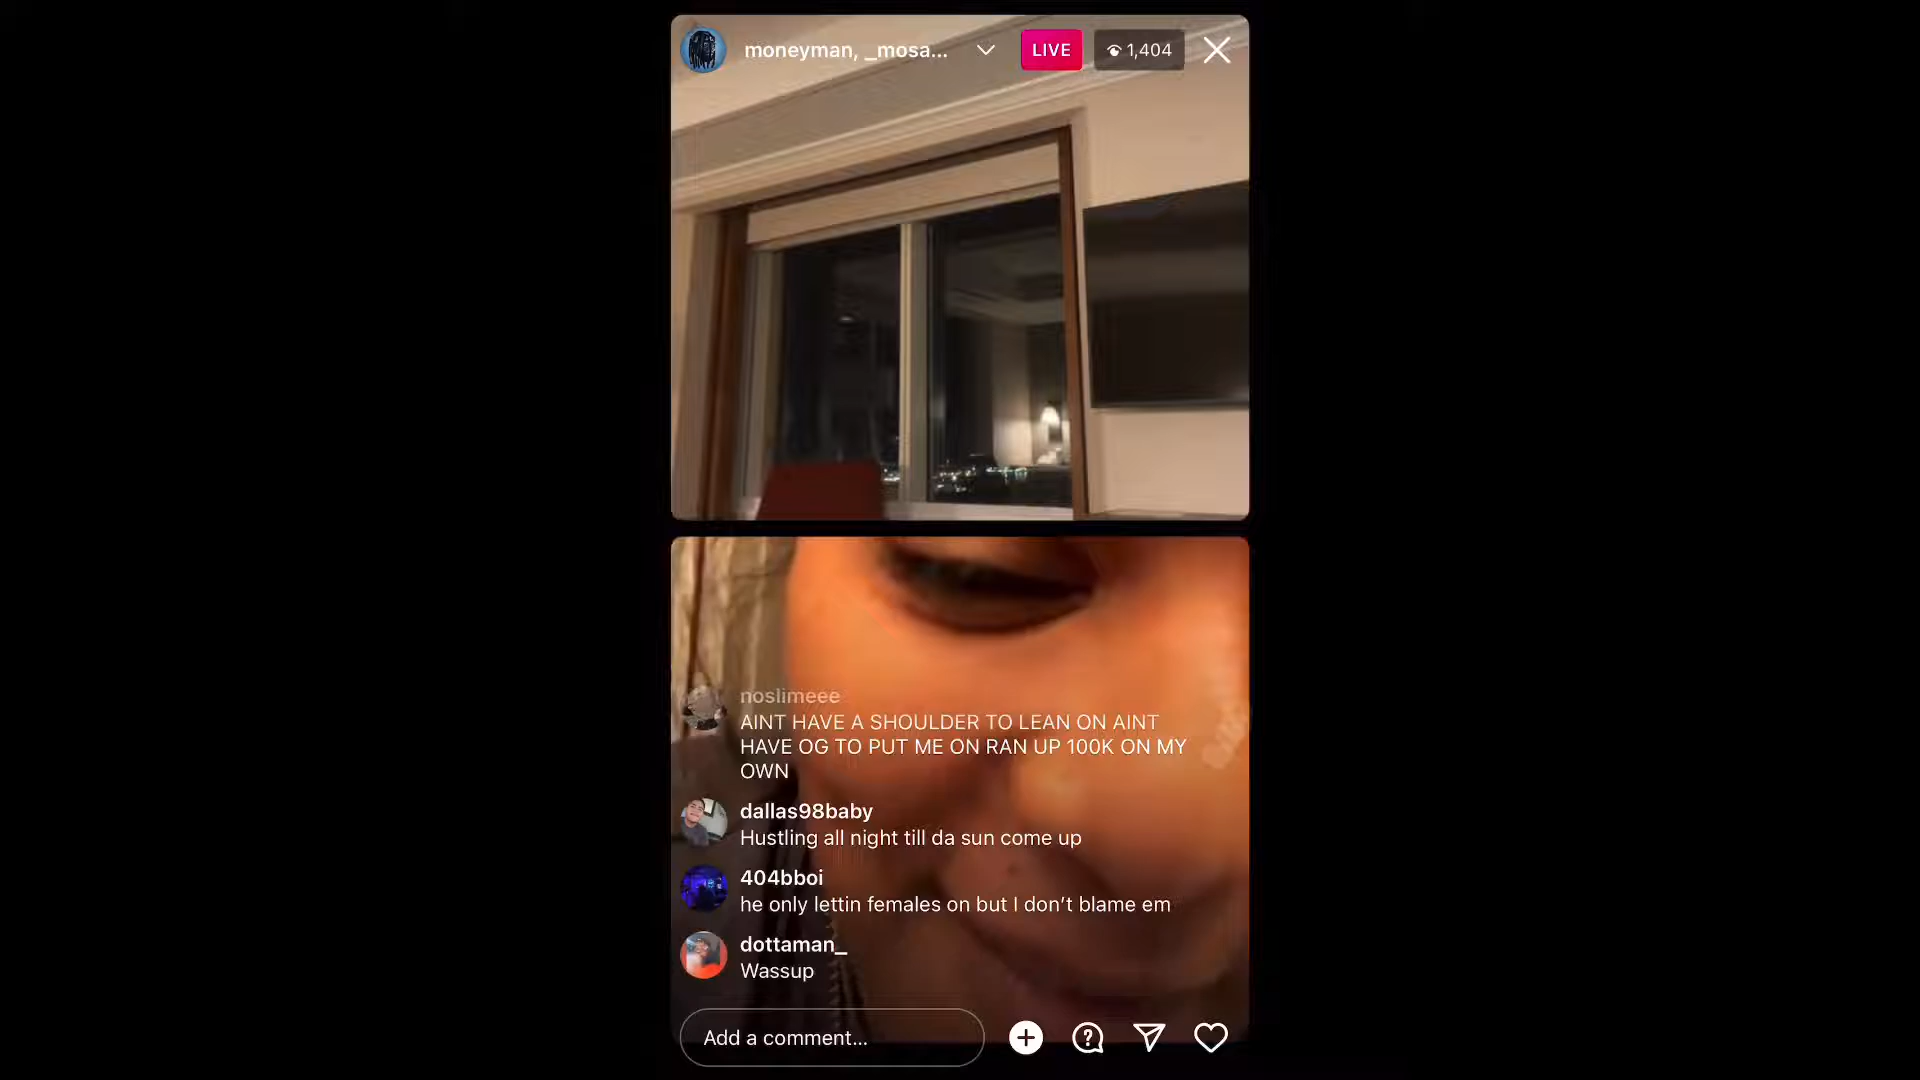 moneyman, _mosa...
LIVE
1,404
noslimeee
AINT HAVE A SHOULDER TO LEAN ON AINT
HAVE OG TO PUT ME ON RAN UP 100K ON MY
OWN
dallas98baby
Hustling all night till da sun come up
404bboi
he only lettin females on but I don’t blame em
dottaman_
Wassup
Add a comment...